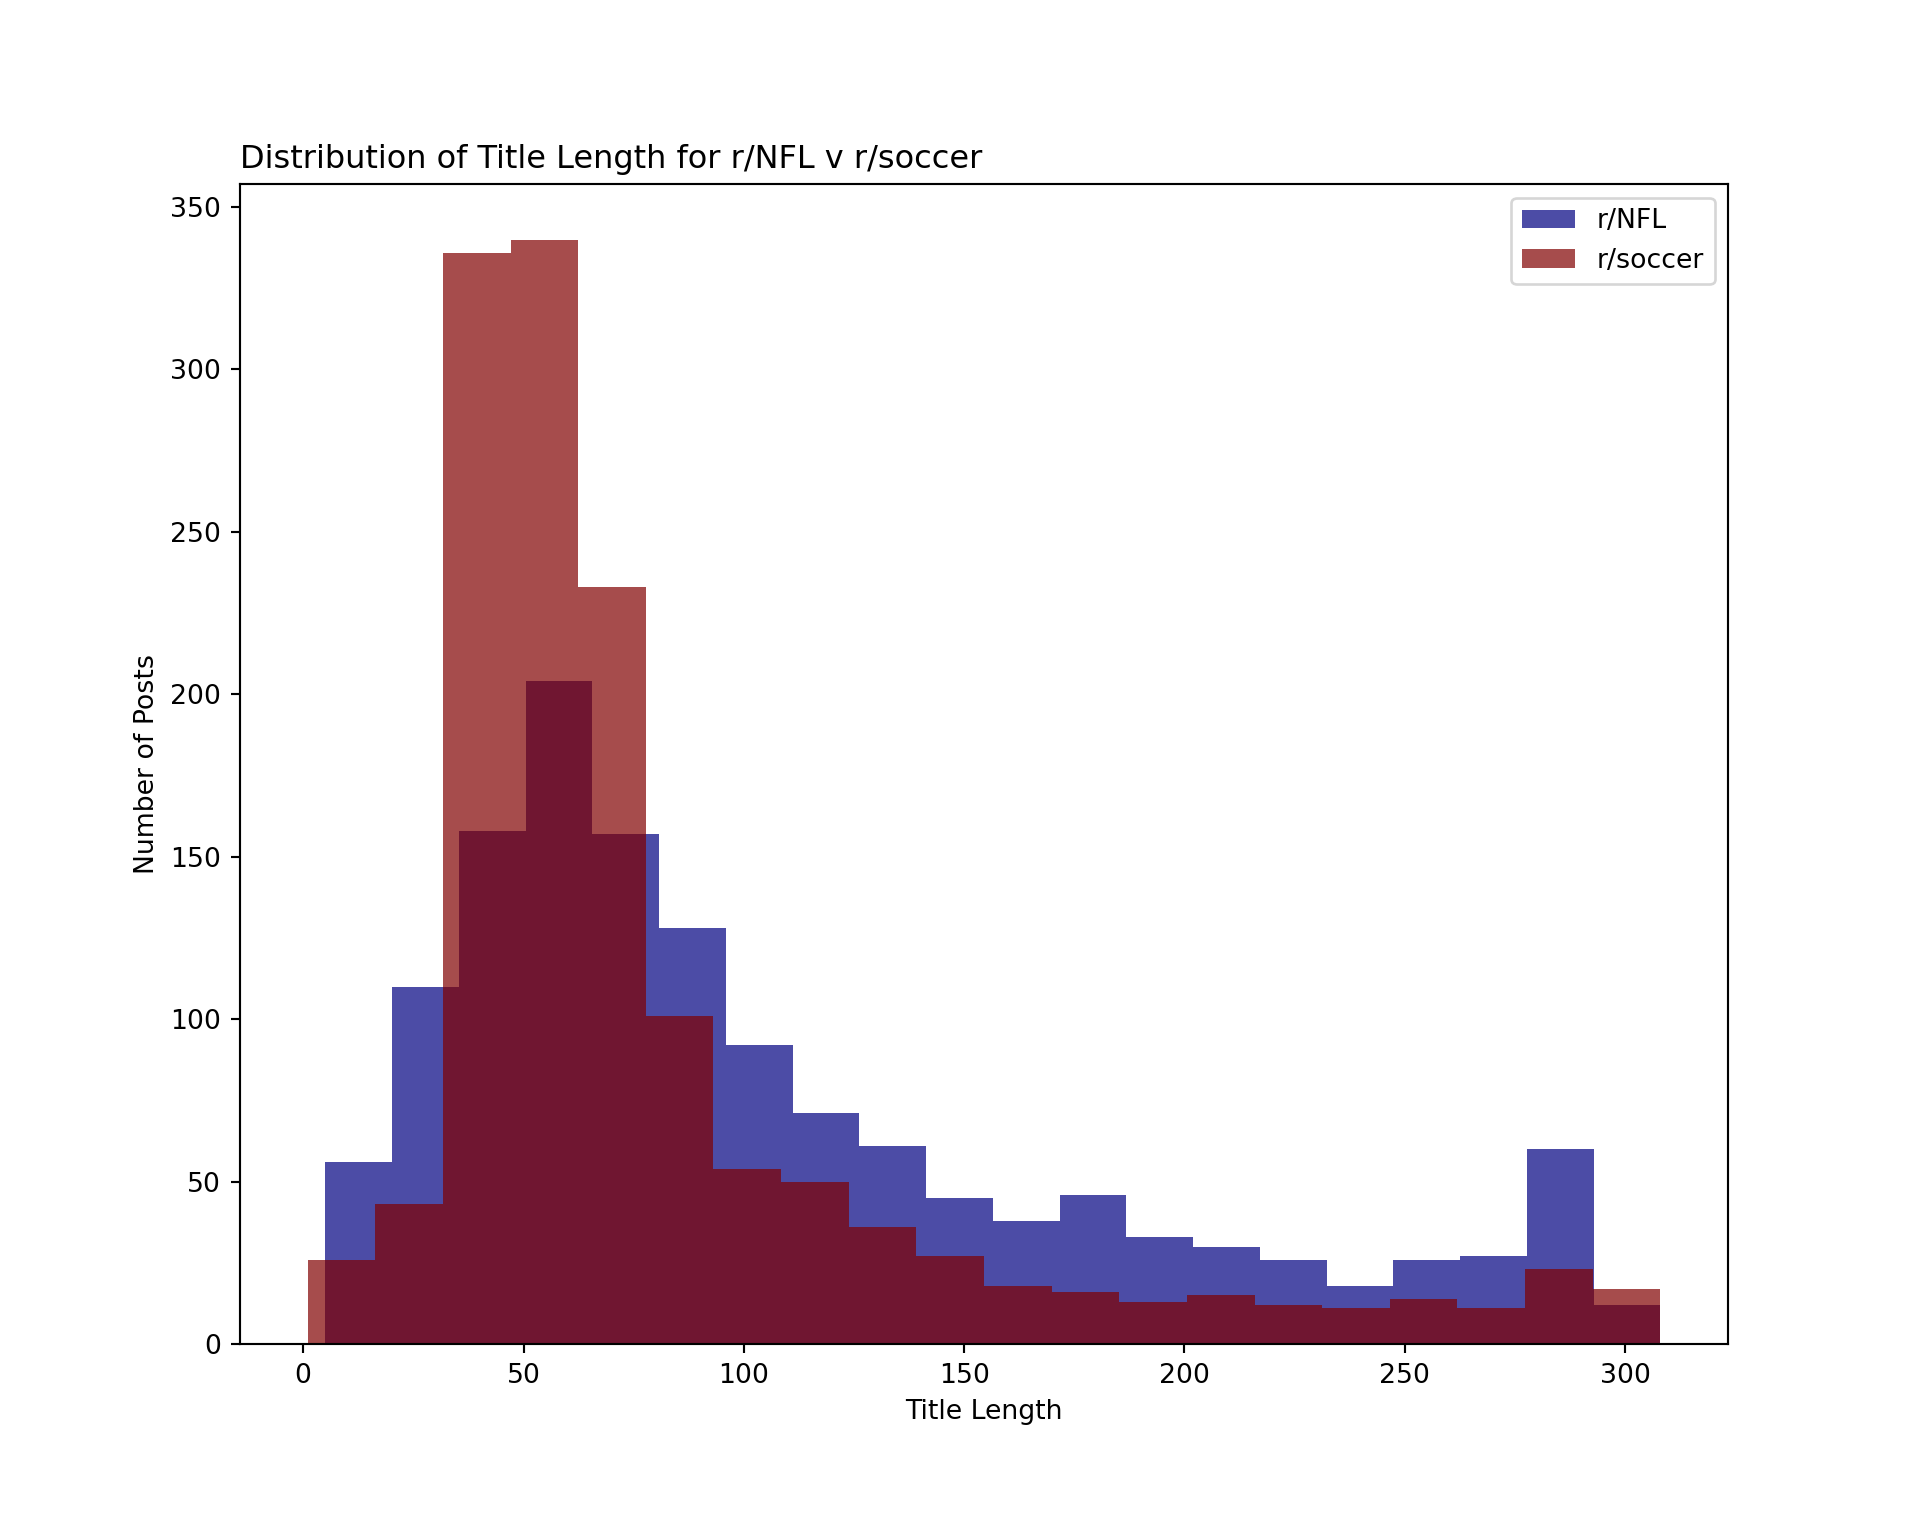 Distribution of Title Length for r/NFL v r/soccer
r/NFL
r/soccer
350
300
250
200
150
100
50
0
Number of Posts
0 50 100 150 200 250 300
Title Length